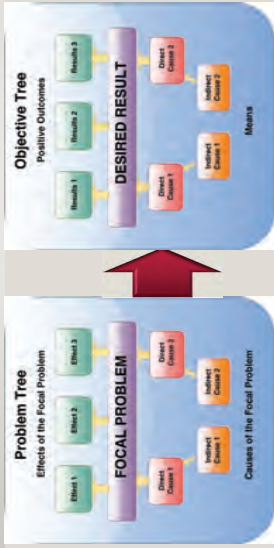 Problem Tree
Effects of the Focal Problem
Effect 1
Effect 2
Effect 3
FOCAL PROBLEM
Direct
Cause 1
Direct
Cause 2
Indirect
Cause 1
Indirect
Cause 2
Causes of the Focal Problem
Objective Tree
Positive Outcomes
Results 1
Results 2
Results 3
DESIRED RESULT
Direct
Cause 1
Direct
Cause 2
Indirect
Cause 1
Indirect
Cause 2
Means